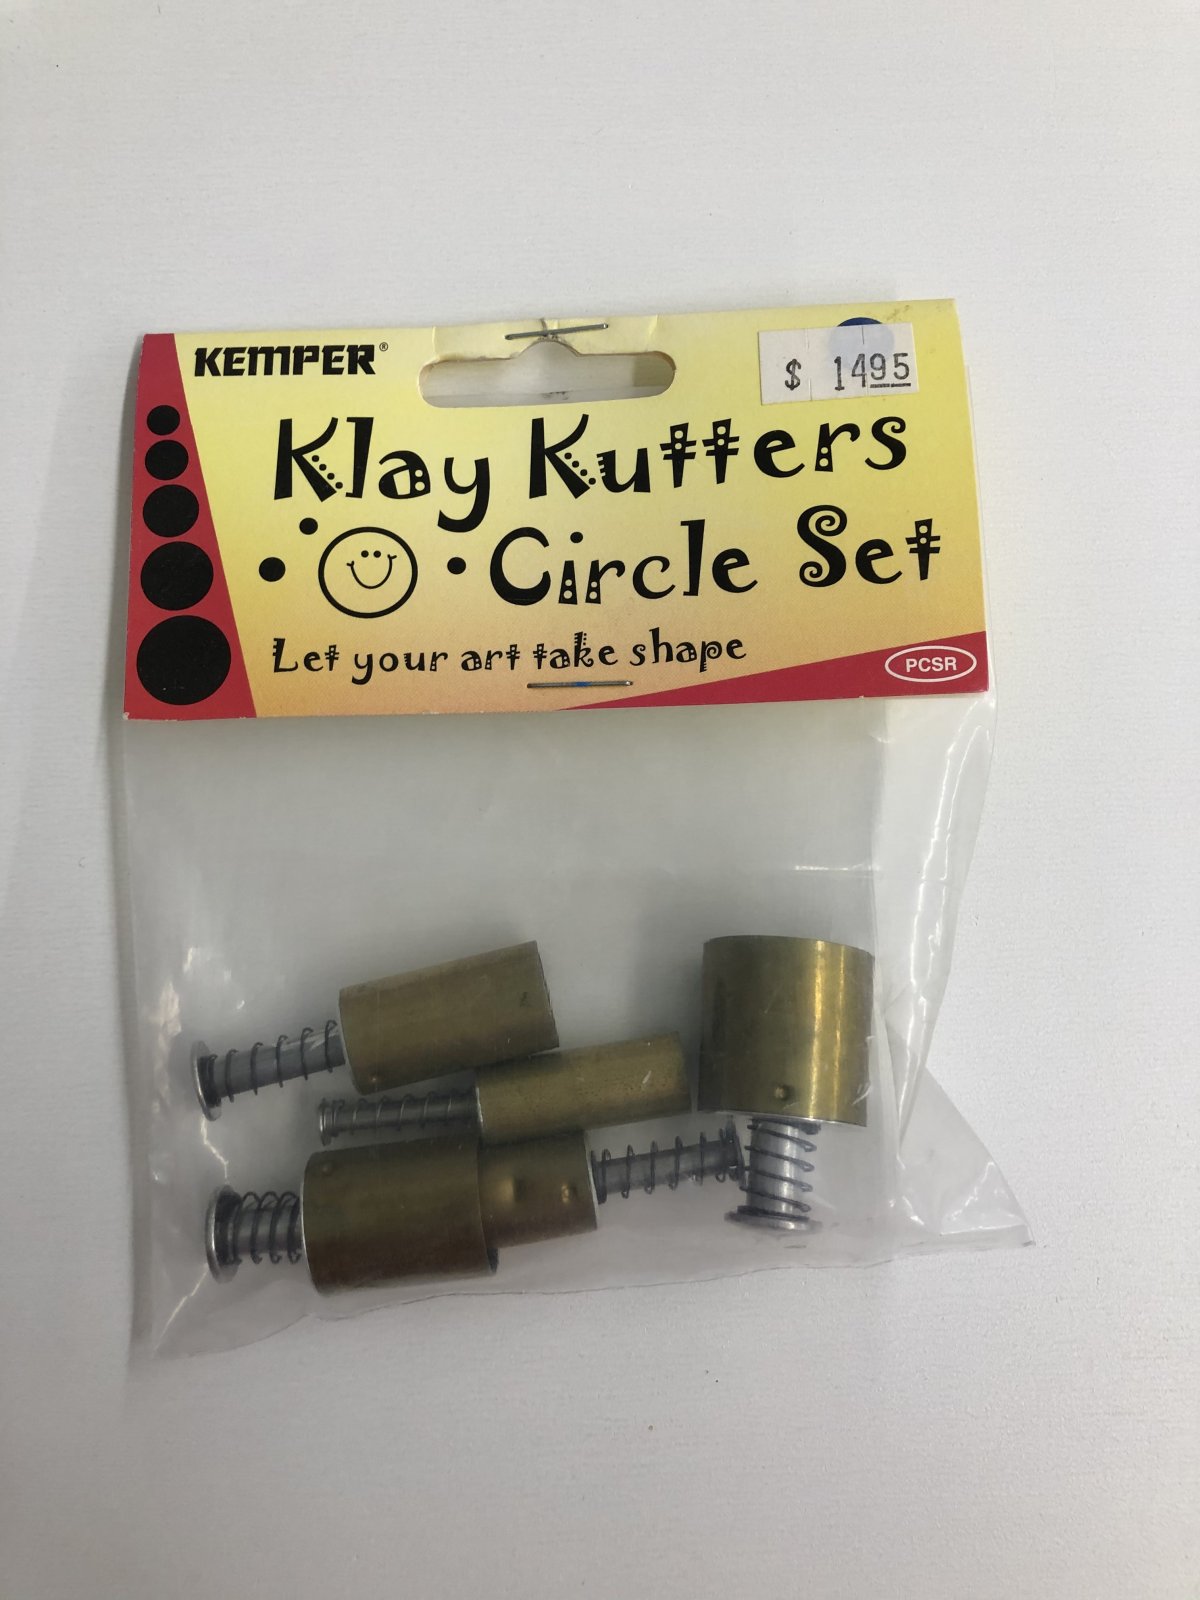 KEMPER®
$ 1495
Klay Kutters
Circle Set
Let your art take shape
PCSR